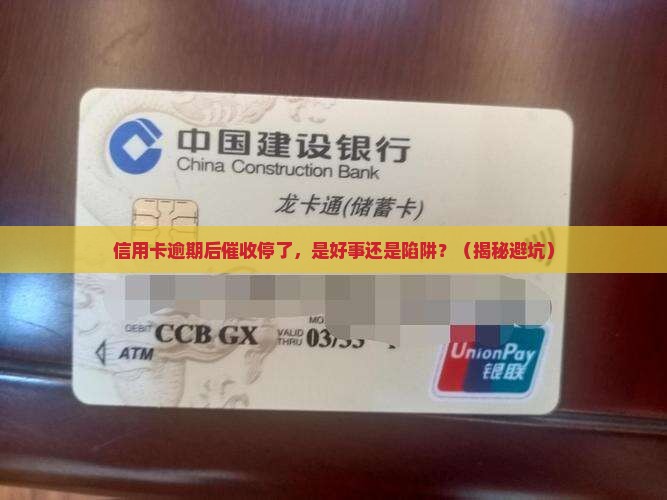 中国建设银行
China Construction Bank
龙卡通(储蓄卡)
信用卡逾期后催收停了，是好事还是陷阱？（揭秘避坑）
DEBIT CCB GX VALID THRU
ATM
UnionPay
银联